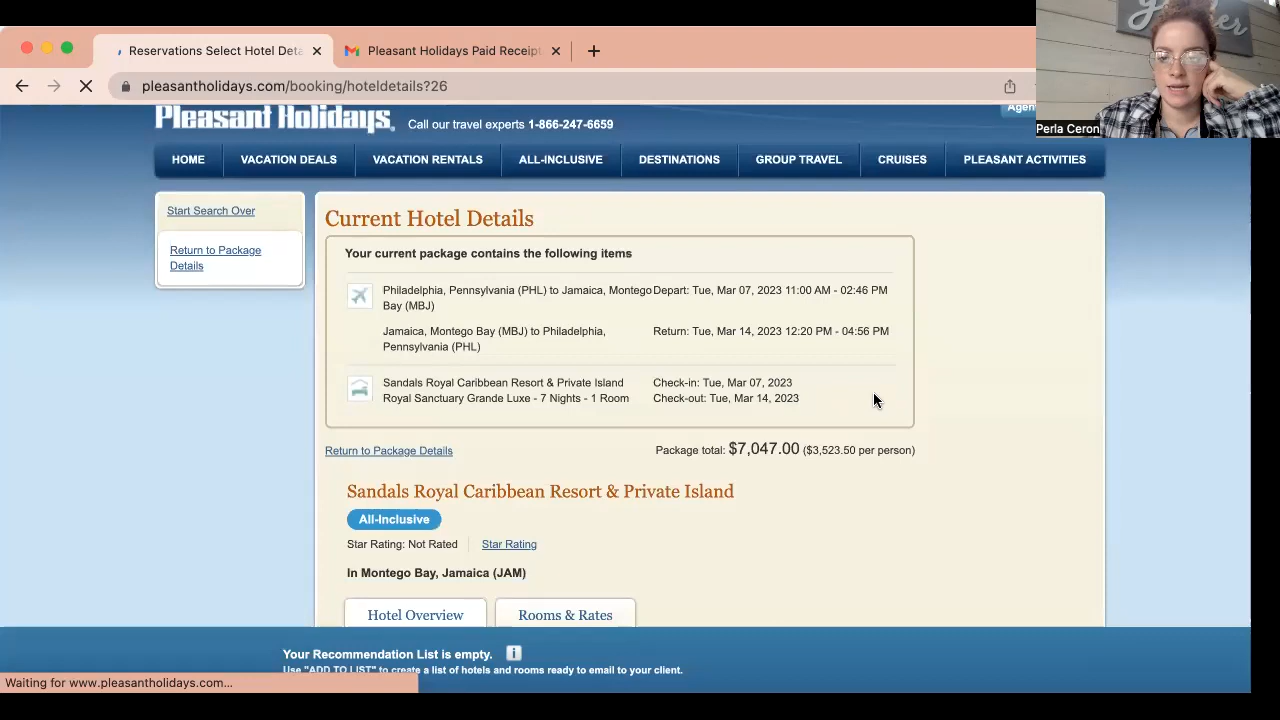 Reservations Select Hotel Deta
Pleasant Holidays Paid Receipt
pleasantholidays.com/booking/hoteldetails?26
Perla Ceron
Pleasant Holidays. Call our travel experts 1-866-247-6659
Agen
HOME VACATION DEALS VACATION RENTALS ALL-INCLUSIVE DESTINATIONS GROUP TRAVEL CRUISES PLEASANT ACTIVITIES
Start Search Over
Return to Package
Details
Current Hotel Details
Your current package contains the following items
Philadelphia, Pennsylvania (PHL) to Jamaica, Montego Depart: Tue, Mar 07, 2023 11:00 AM - 02:46 PM
Bay (MBJ)
Jamaica, Montego Bay (MBJ) to Philadelphia, Return: Tue, Mar 14, 2023 12:20 PM - 04:56 PM
Pennsylvania (PHL)
Sandals Royal Caribbean Resort & Private Island Check-in: Tue, Mar 07, 2023
Royal Sanctuary Grande Luxe - 7 Nights - 1 Room Check-out: Tue, Mar 14, 2023
Return to Package Details Package total: $7,047.00 ($3,523.50 per person)
Sandals Royal Caribbean Resort & Private Island
All-Inclusive
Star Rating: Not Rated Star Rating
In Montego Bay, Jamaica (JAM)
Hotel Overview Rooms & Rates
Your Recommendation List is empty. i
Use "ADD TO LIST" to create a list of hotels and rooms ready to email to your client.
Waiting for www.pleasantholidays.com...